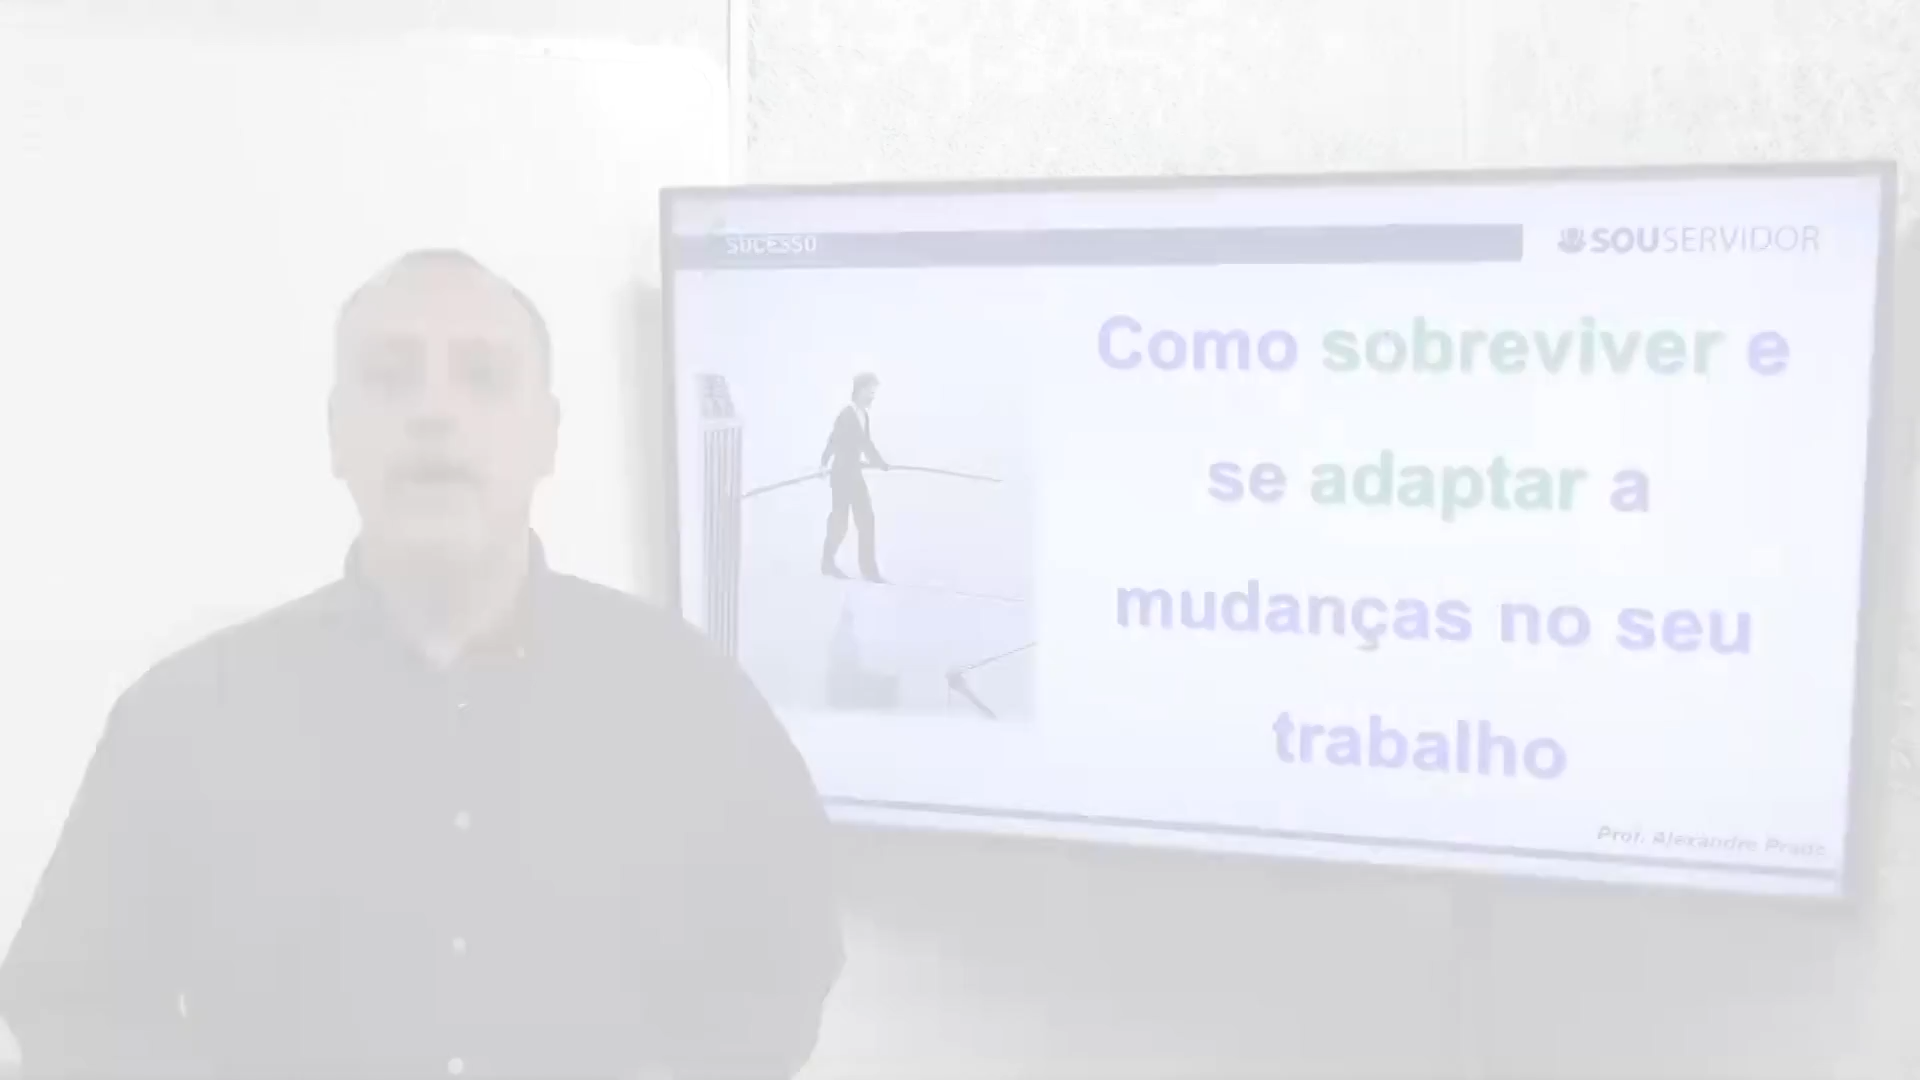 SUCESSO
SOUSERVIDOR
Como sobreviver e
se adaptar a
mudanças no seu
trabalho
Prof. Alexandre Prado